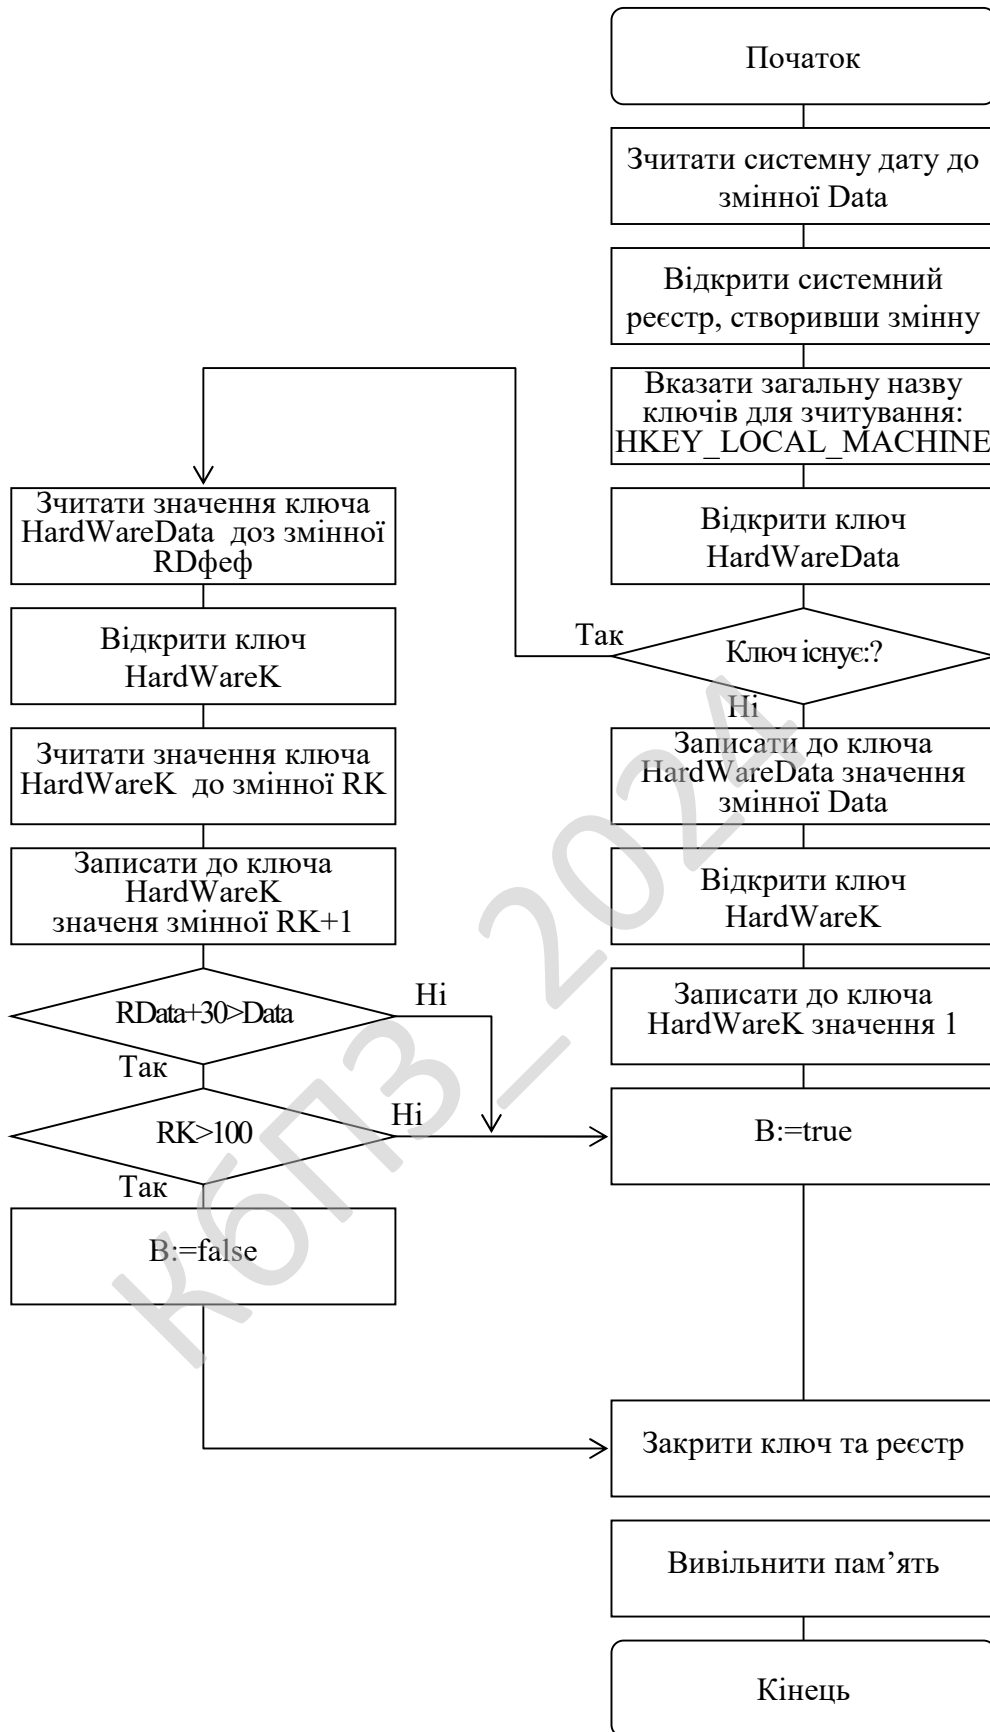 Початок
Зчитати системну дату до
змінної Data
Відкрити системний
реєстр, створивши змінну
Вказати загальну назву
ключів для зчитування:
HKEY_LOCAL_MACHINE
Відкрити ключ
HardWareData
Ключ існує:?
Так
Ні
Зчитати значення ключа
HardWareData доз змінної
RDфеф
Відкрити ключ
HardWareK
Зчитати значення ключа
HardWareK до змінної RK
Записати до ключа
HardWareK
значеня змінної RK+1
RData+30>Data
Ні
Так
RK>100
Ні
Так
B:=false
Записати до ключа
HardWareData значення
змінної Data
Відкрити ключ
HardWareK
Записати до ключа
HardWareK значення 1
B:=true
Закрити ключ та реєстр
Вивільнити пам’ять
Кінець
КбПЗ_2024